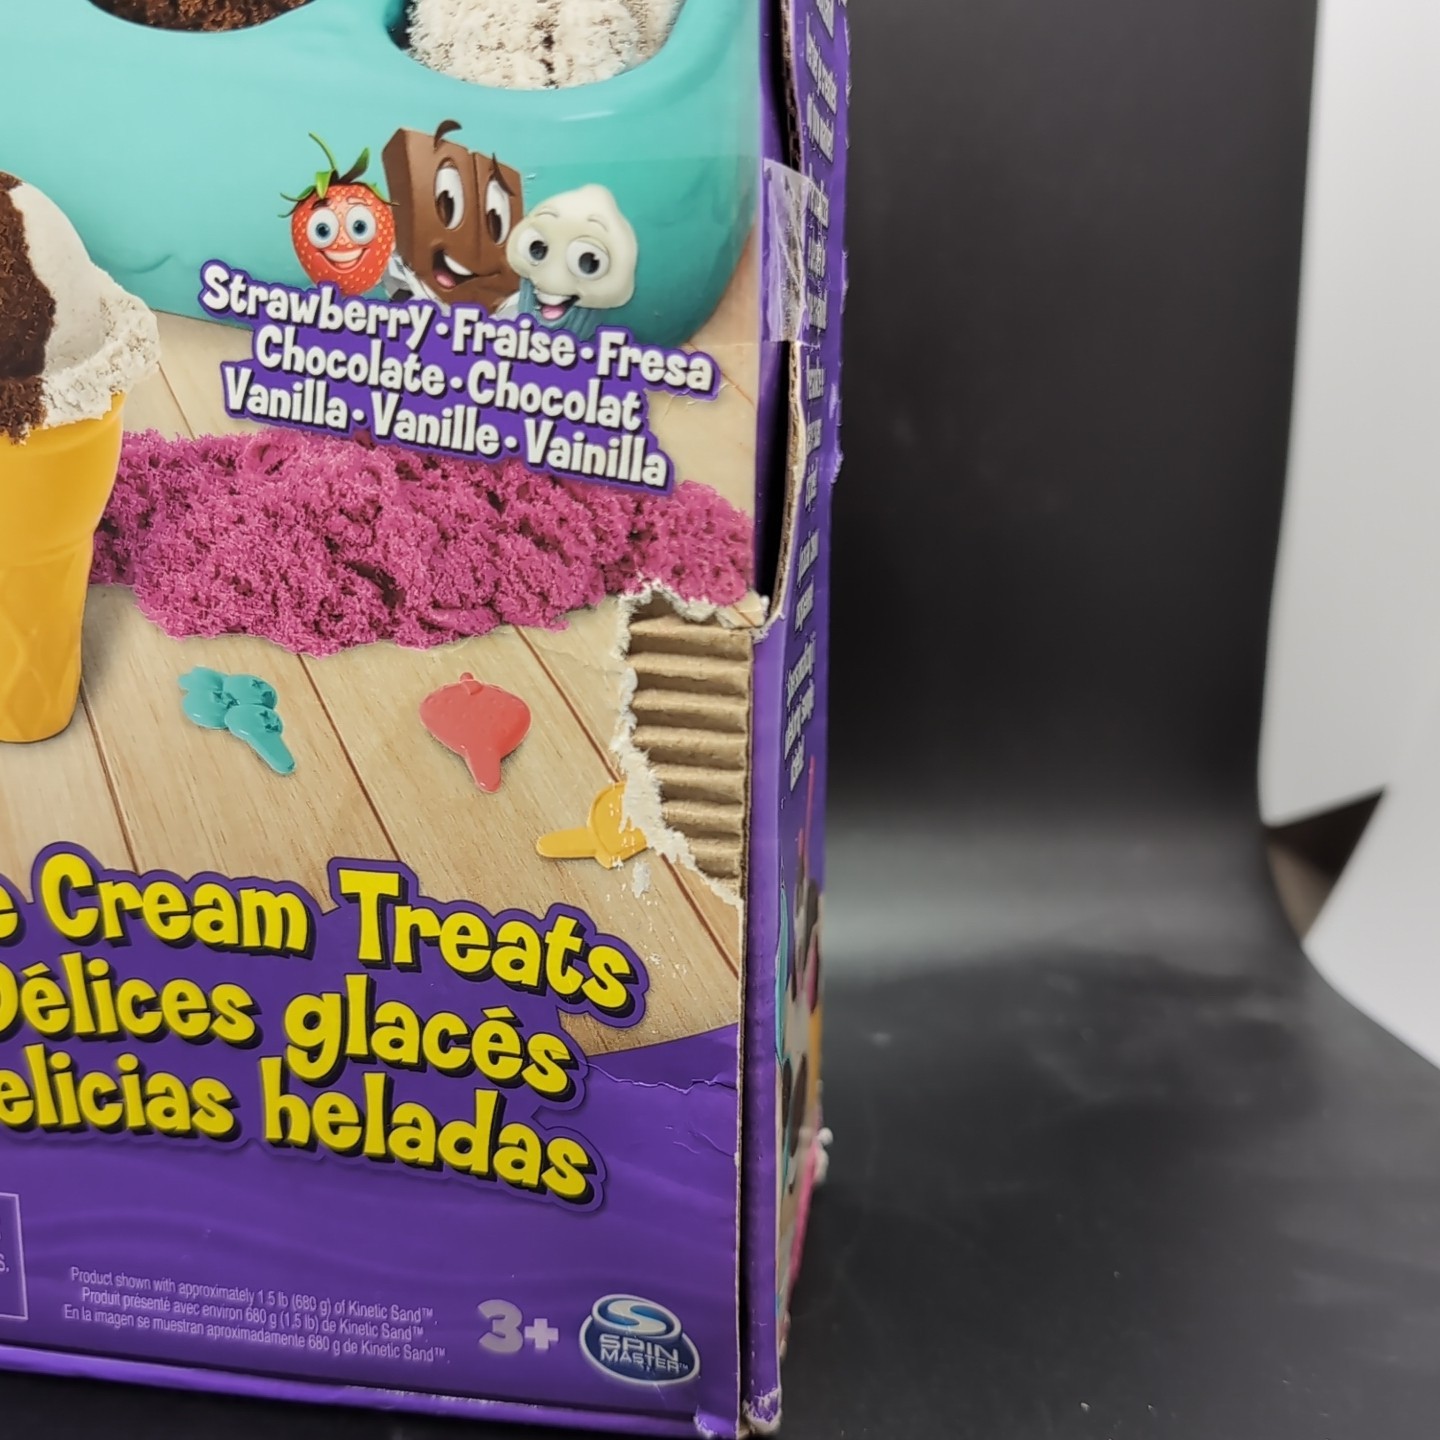 Strawberry • Fraise • Fresa
Chocolate • Chocolat
Vanilla • Vanille • Vainilla
e Cream Treats
Délices glacés
elicias heladas
S.
Product shown with approximately 1.5 lb (680 g) of Kinetic Sand™.
Produit présenté avec environ 680 g (1,5 lb) de Kinetic Sand™.
En la imagen se muestran aproximadamente 680 g de Kinetic Sand™.
3+
SPIN
MASTER™